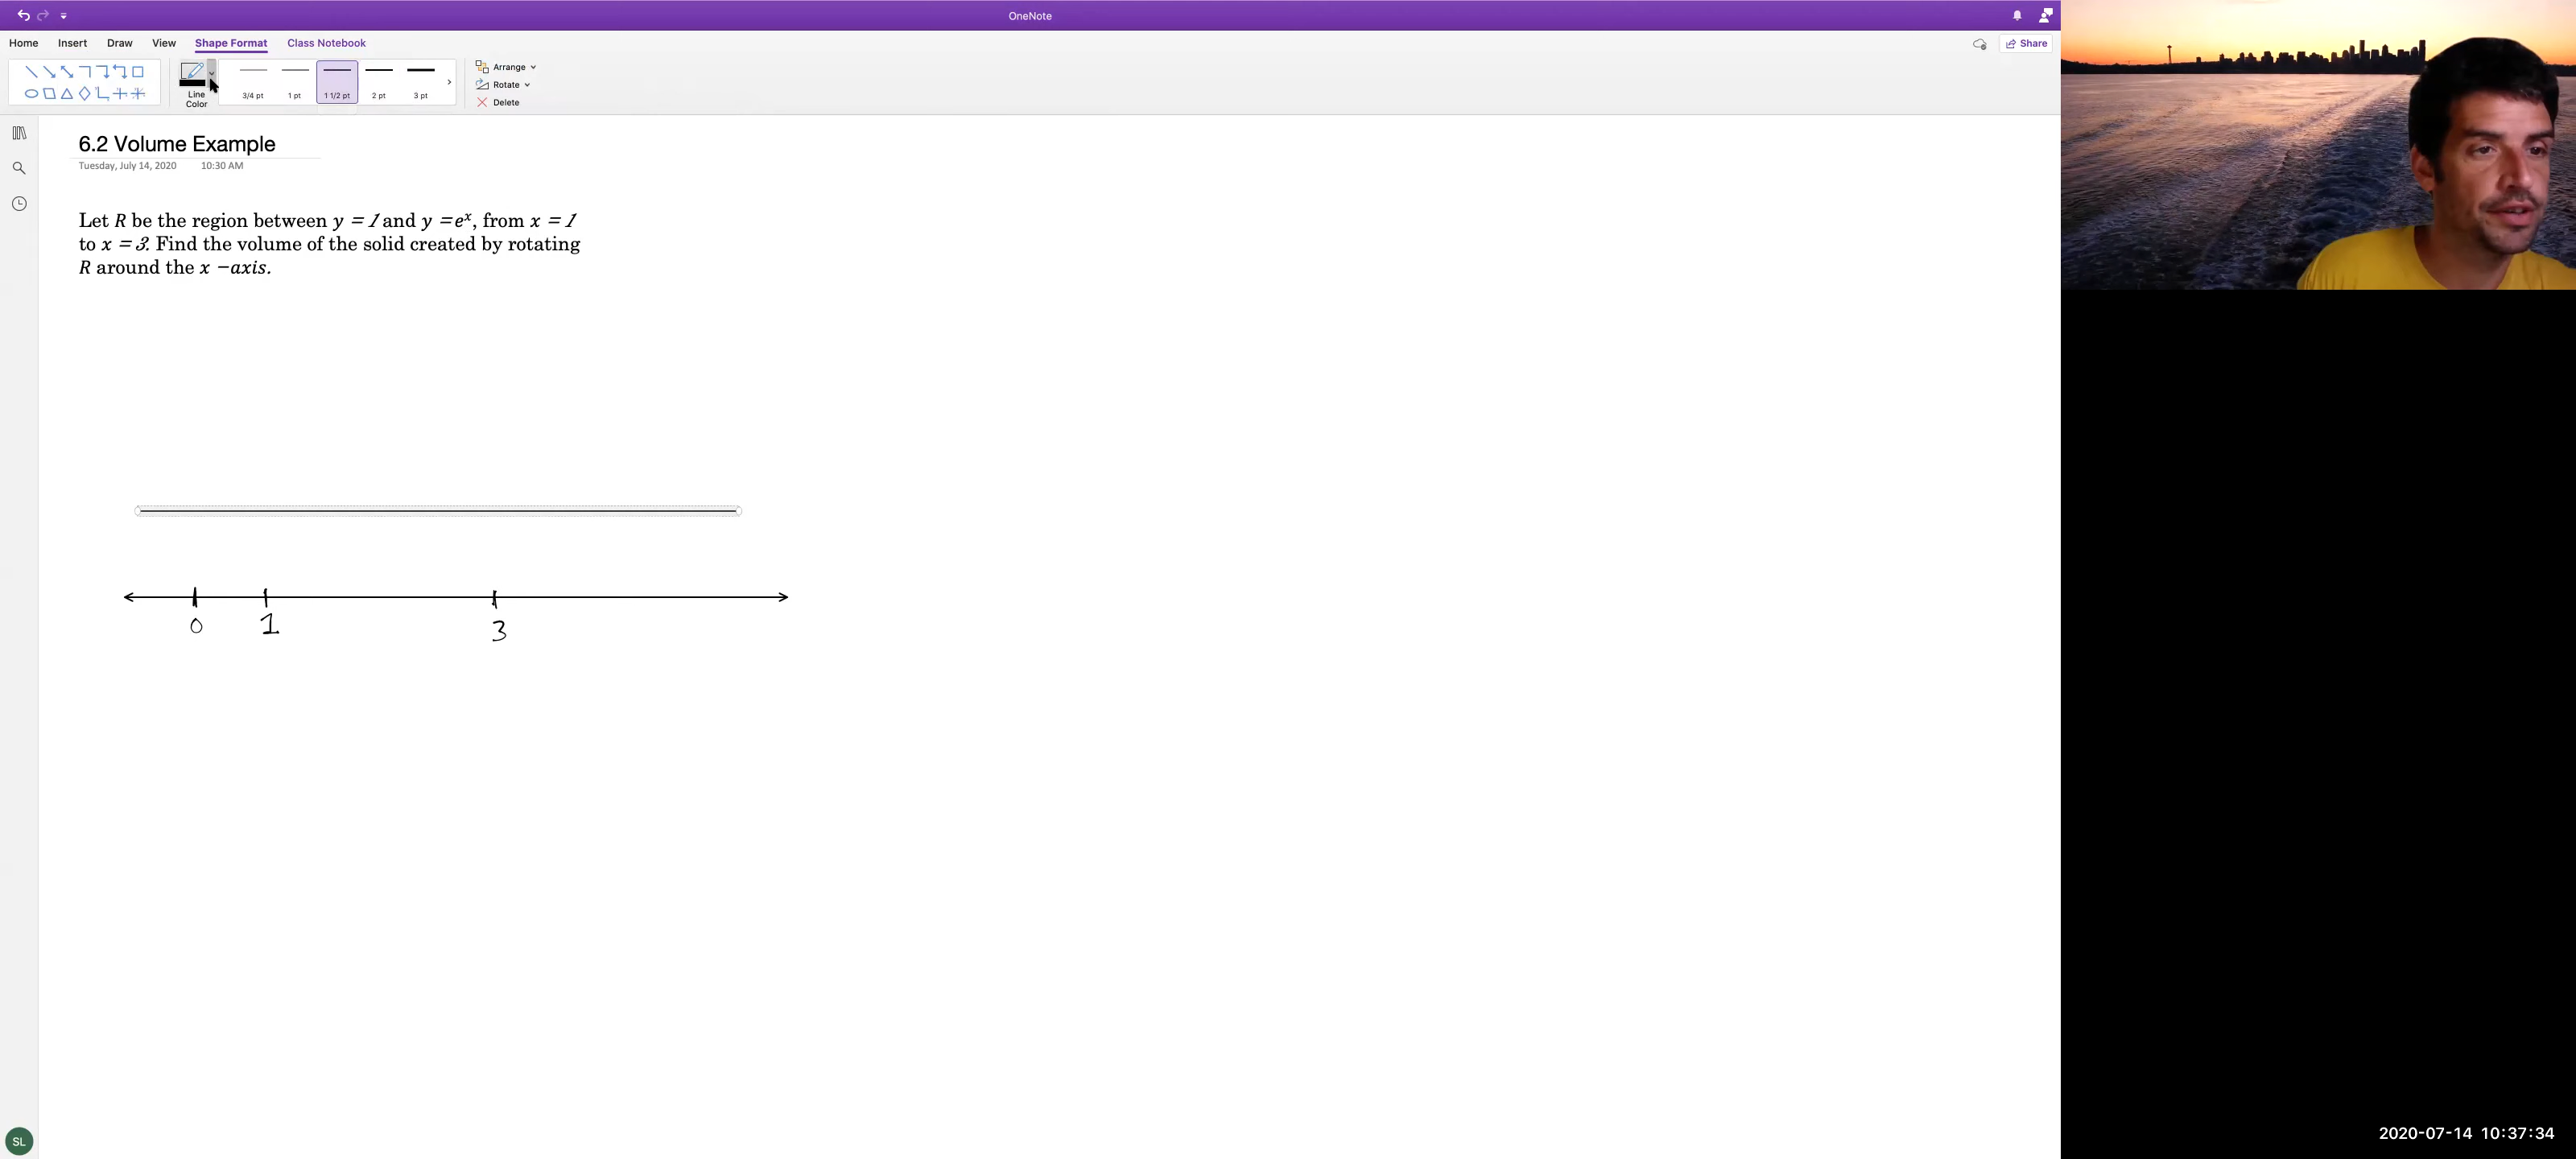 OneNote
Home Insert Draw View Shape Format Class Notebook
Share
Line
Color
3/4 pt 1 pt 1 1/2 pt 2 pt 3 pt
Arrange
Rotate
Delete
6.2 Volume Example
Tuesday, July 14, 2020 10:30 AM
Let R be the region between y = 1 and y = eˣ, from x = 1
to x = 3. Find the volume of the solid created by rotating
R around the x −axis.
0 1 3
SL
2020-07-14 10:37:34